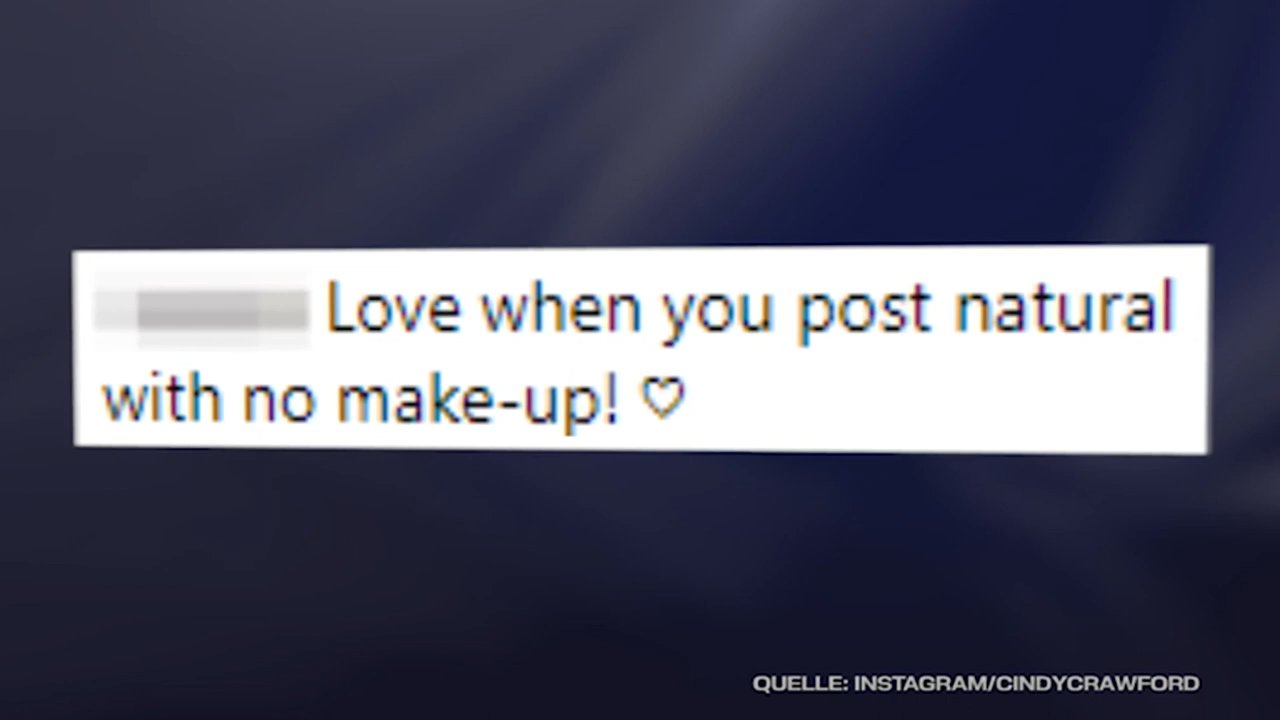 Love when you post natural
with no make-up! ♡
QUELLE: INSTAGRAM/CINDYCRAWFORD